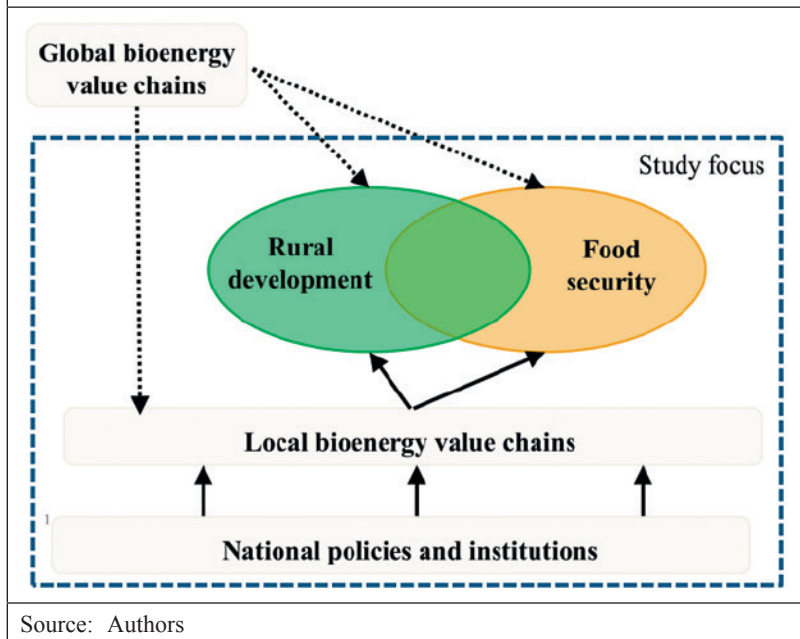 Global bioenergy
value chains
Study focus
Rural
development
Food
security
Local bioenergy value chains
1
National policies and institutions
Source: Authors